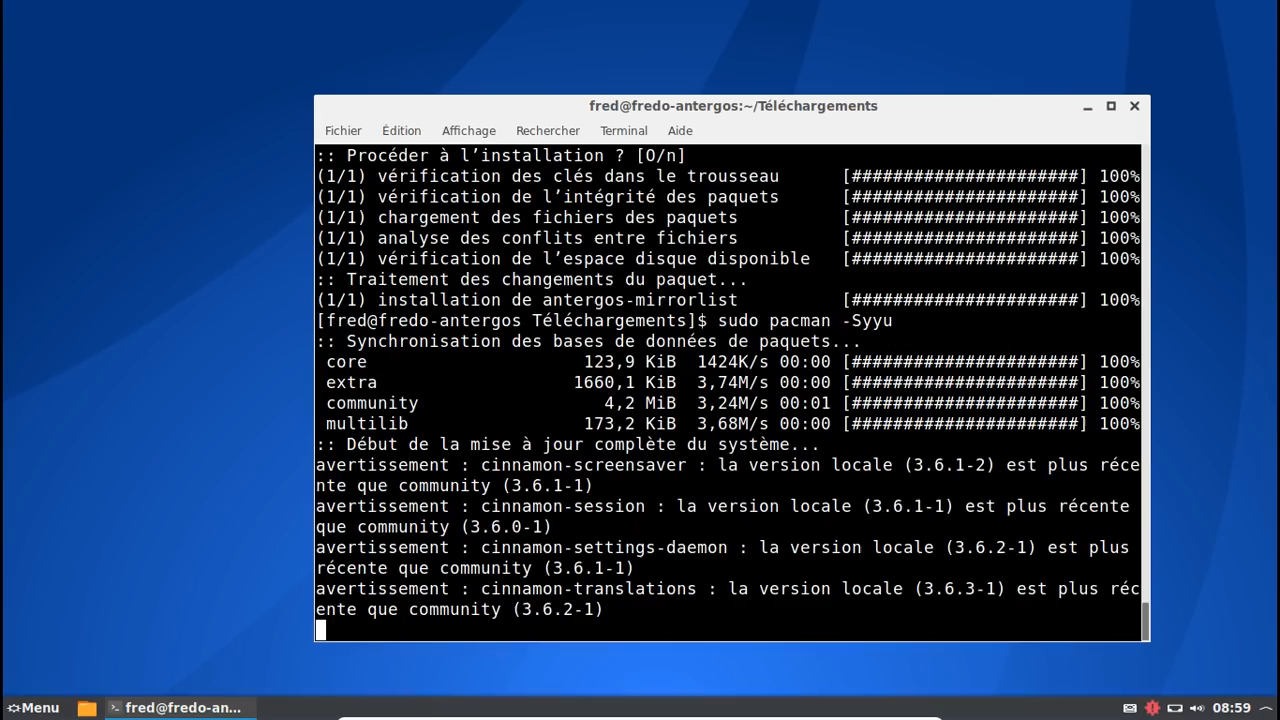 fred@fredo-antergos:~/Téléchargements
Fichier Édition Affichage Rechercher Terminal Aide
:: Procéder à l’installation ? [O/n]
(1/1) vérification des clés dans le trousseau [######################] 100%
(1/1) vérification de l’intégrité des paquets [######################] 100%
(1/1) chargement des fichiers des paquets [######################] 100%
(1/1) analyse des conflits entre fichiers [######################] 100%
(1/1) vérification de l’espace disque disponible [######################] 100%
:: Traitement des changements du paquet...
(1/1) installation de antergos-mirrorlist [######################] 100%
[fred@fredo-antergos Téléchargements]$ sudo pacman -Syyu
:: Synchronisation des bases de données de paquets...
core 123,9 KiB 1424K/s 00:00 [######################] 100%
extra 1660,1 KiB 3,74M/s 00:00 [######################] 100%
community 4,2 MiB 3,24M/s 00:01 [######################] 100%
multilib 173,2 KiB 3,68M/s 00:00 [######################] 100%
:: Début de la mise à jour complète du système...
avertissement : cinnamon-screensaver : la version locale (3.6.1-2) est plus réce
nte que community (3.6.1-1)
avertissement : cinnamon-session : la version locale (3.6.1-1) est plus récente
que community (3.6.0-1)
avertissement : cinnamon-settings-daemon : la version locale (3.6.2-1) est plus
récente que community (3.6.1-1)
avertissement : cinnamon-translations : la version locale (3.6.3-1) est plus réc
ente que community (3.6.2-1)
Menu fred@fredo-an... 08:59